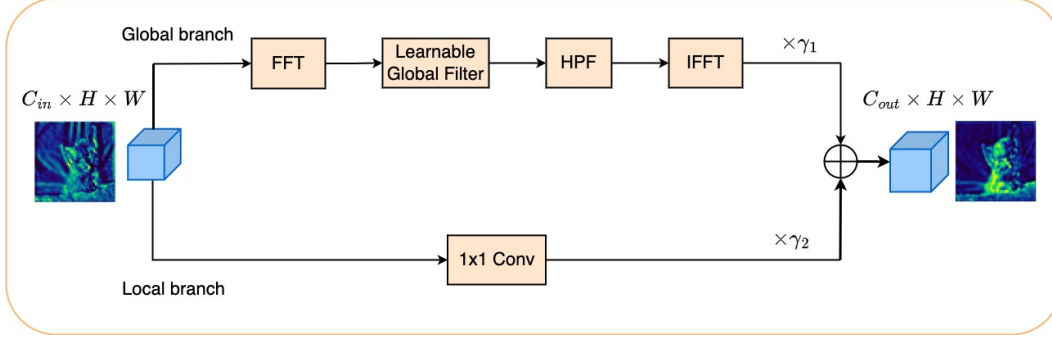 Global branch
FFT
Learnable
Global Filter
HPF
IFFT
×γ₁
C_in × H × W
C_out × H × W
×γ₂
1x1 Conv
Local branch